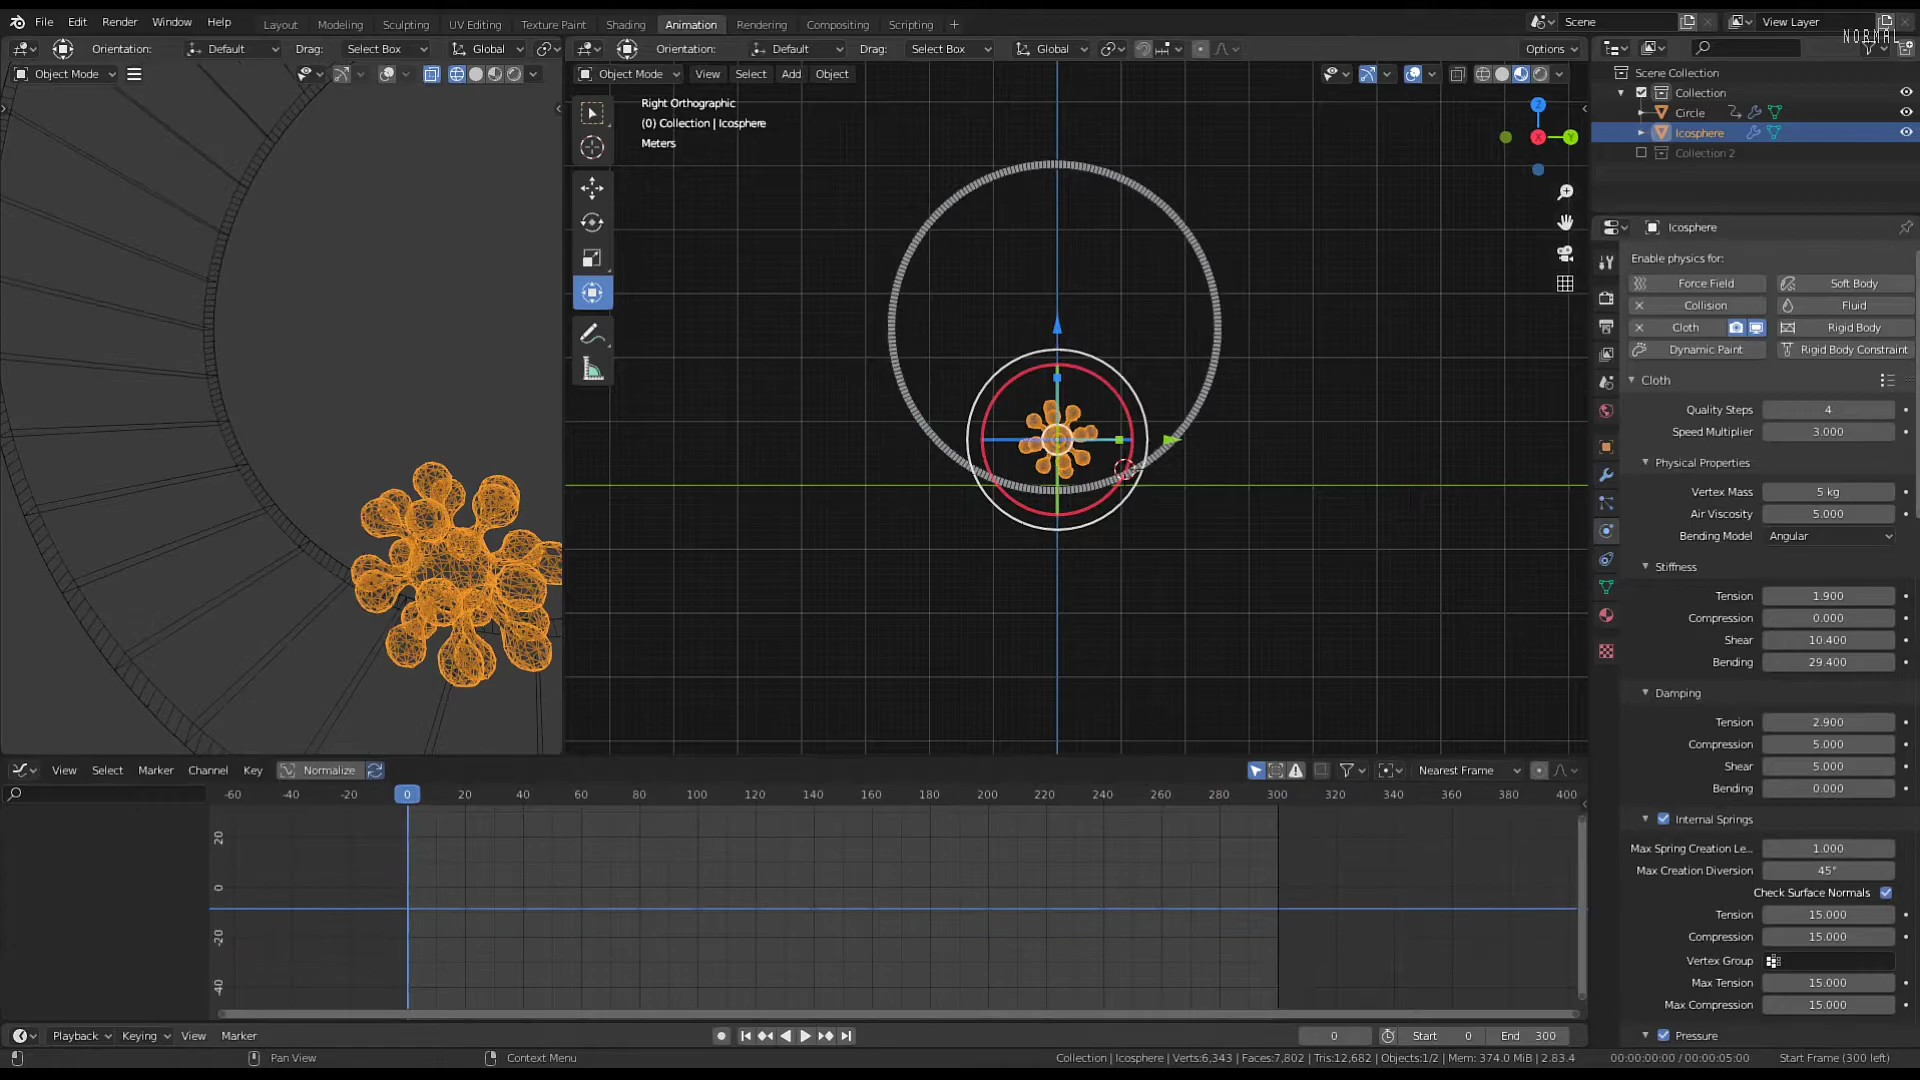 File Edit Render Window Help Layout Modeling Sculpting UV Editing Texture Paint Shading Animation Rendering Compositing Scripting + Scene View Layer
NORMAL
Orientation: Default Drag: Select Box Global
Orientation: Default Drag: Select Box Global Options
Object Mode
Object Mode View Select Add Object
Right Orthographic
(0) Collection | Icosphere
Meters
Z
X
Y
Scene Collection
Collection
Circle
Icosphere
Collection 2
Icosphere
Enable physics for:
Force Field Soft Body
Collision Fluid
Cloth Rigid Body
Dynamic Paint Rigid Body Constraint
Cloth
Quality Steps 4
Speed Multiplier 3.000
Physical Properties
Vertex Mass 5 kg
Air Viscosity 5.000
Bending Model Angular
Stiffness
Tension 1.900
Compression 0.000
Shear 10.400
Bending 29.400
Damping
Tension 2.900
Compression 5.000
Shear 5.000
Bending 0.000
Internal Springs
Max Spring Creation Le... 1.000
Max Creation Diversion 45°
Check Surface Normals
Tension 15.000
Compression 15.000
Vertex Group
Max Tension 15.000
Max Compression 15.000
Pressure
View Select Marker Channel Key Normalize Nearest Frame
-60 -40 -20 0 20 40 60 80 100 120 140 160 180 200 220 240 260 280 300 320 340 360 380 400
20
0
-20
-40
Playback Keying View Marker 0 Start 0 End 300
Pan View Context Menu Collection | Icosphere | Verts:6,343 | Faces:7,802 | Tris:12,682 | Objects:1/2 | Mem: 374.0 MiB | 2.83.4 00:00:00:00 / 00:00:05:00 Start Frame (300 left)